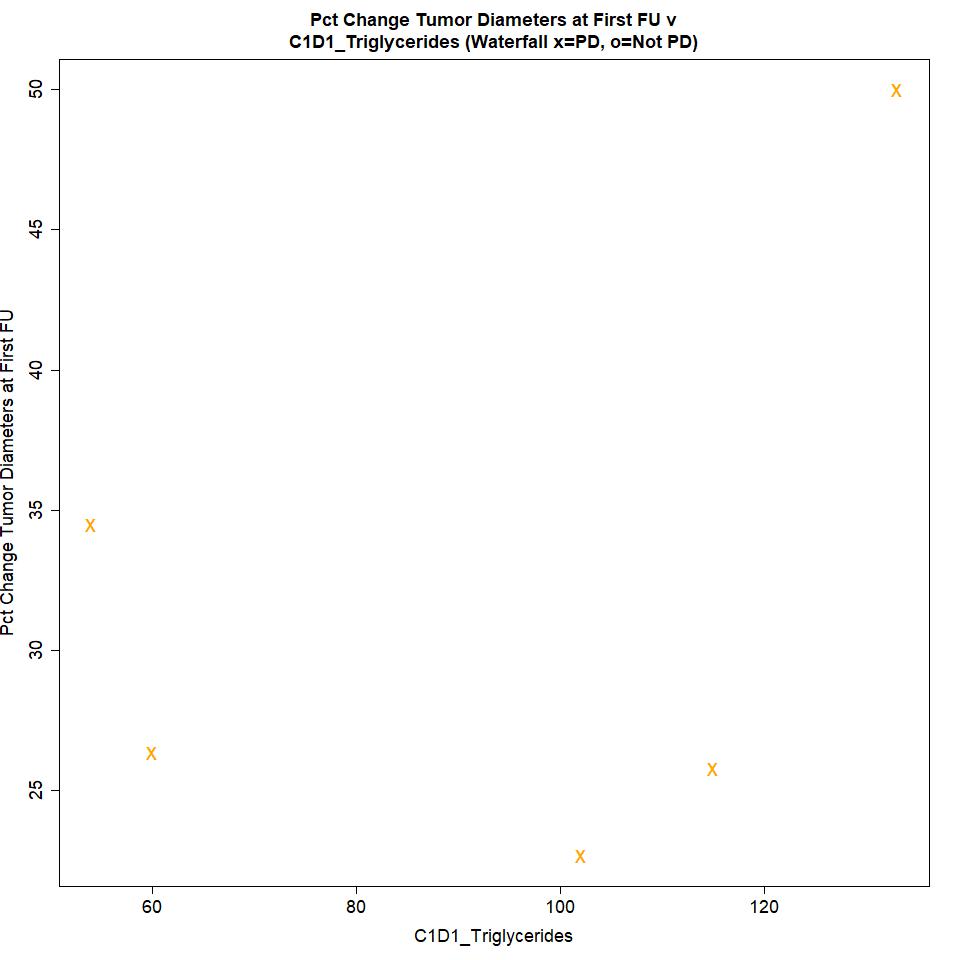 Pct Change Tumor Diameters at First FU v
C1D1_Triglycerides (Waterfall x=PD, o=Not PD)
Pct Change Tumor Diameters at First FU
50
45
40
35
30
25
X
X
X
X
X
60
80
100
120
C1D1_Triglycerides